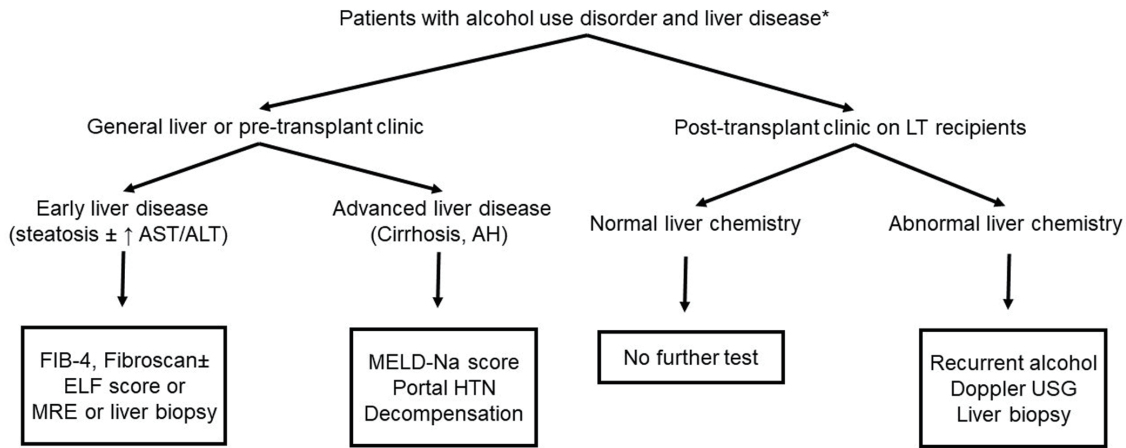 Patients with alcohol use disorder and liver disease*
General liver or pre-transplant clinic
Post-transplant clinic on LT recipients
Early liver disease
(steatosis ± ↑ AST/ALT)
Advanced liver disease
(Cirrhosis, AH)
Normal liver chemistry
Abnormal liver chemistry
FIB-4, Fibroscan±
ELF score or
MRE or liver biopsy
MELD-Na score
Portal HTN
Decompensation
No further test
Recurrent alcohol
Doppler USG
Liver biopsy